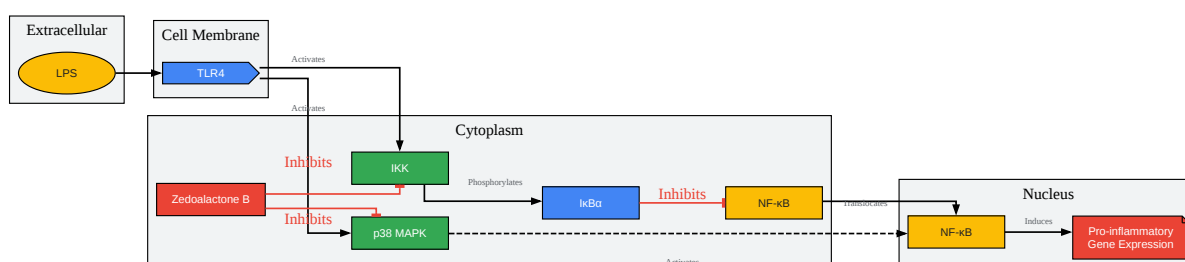 Extracellular
LPS
Cell Membrane
TLR4
Activates
Activates
Cytoplasm
Inhibits
IKK
Zedoalactone B
Inhibits
p38 MAPK
Phosphorylates
IκBα
Inhibits
NF-κB
Translocates
Nucleus
NF-κB
Induces
Pro-inflammatory
Gene Expression
Activates